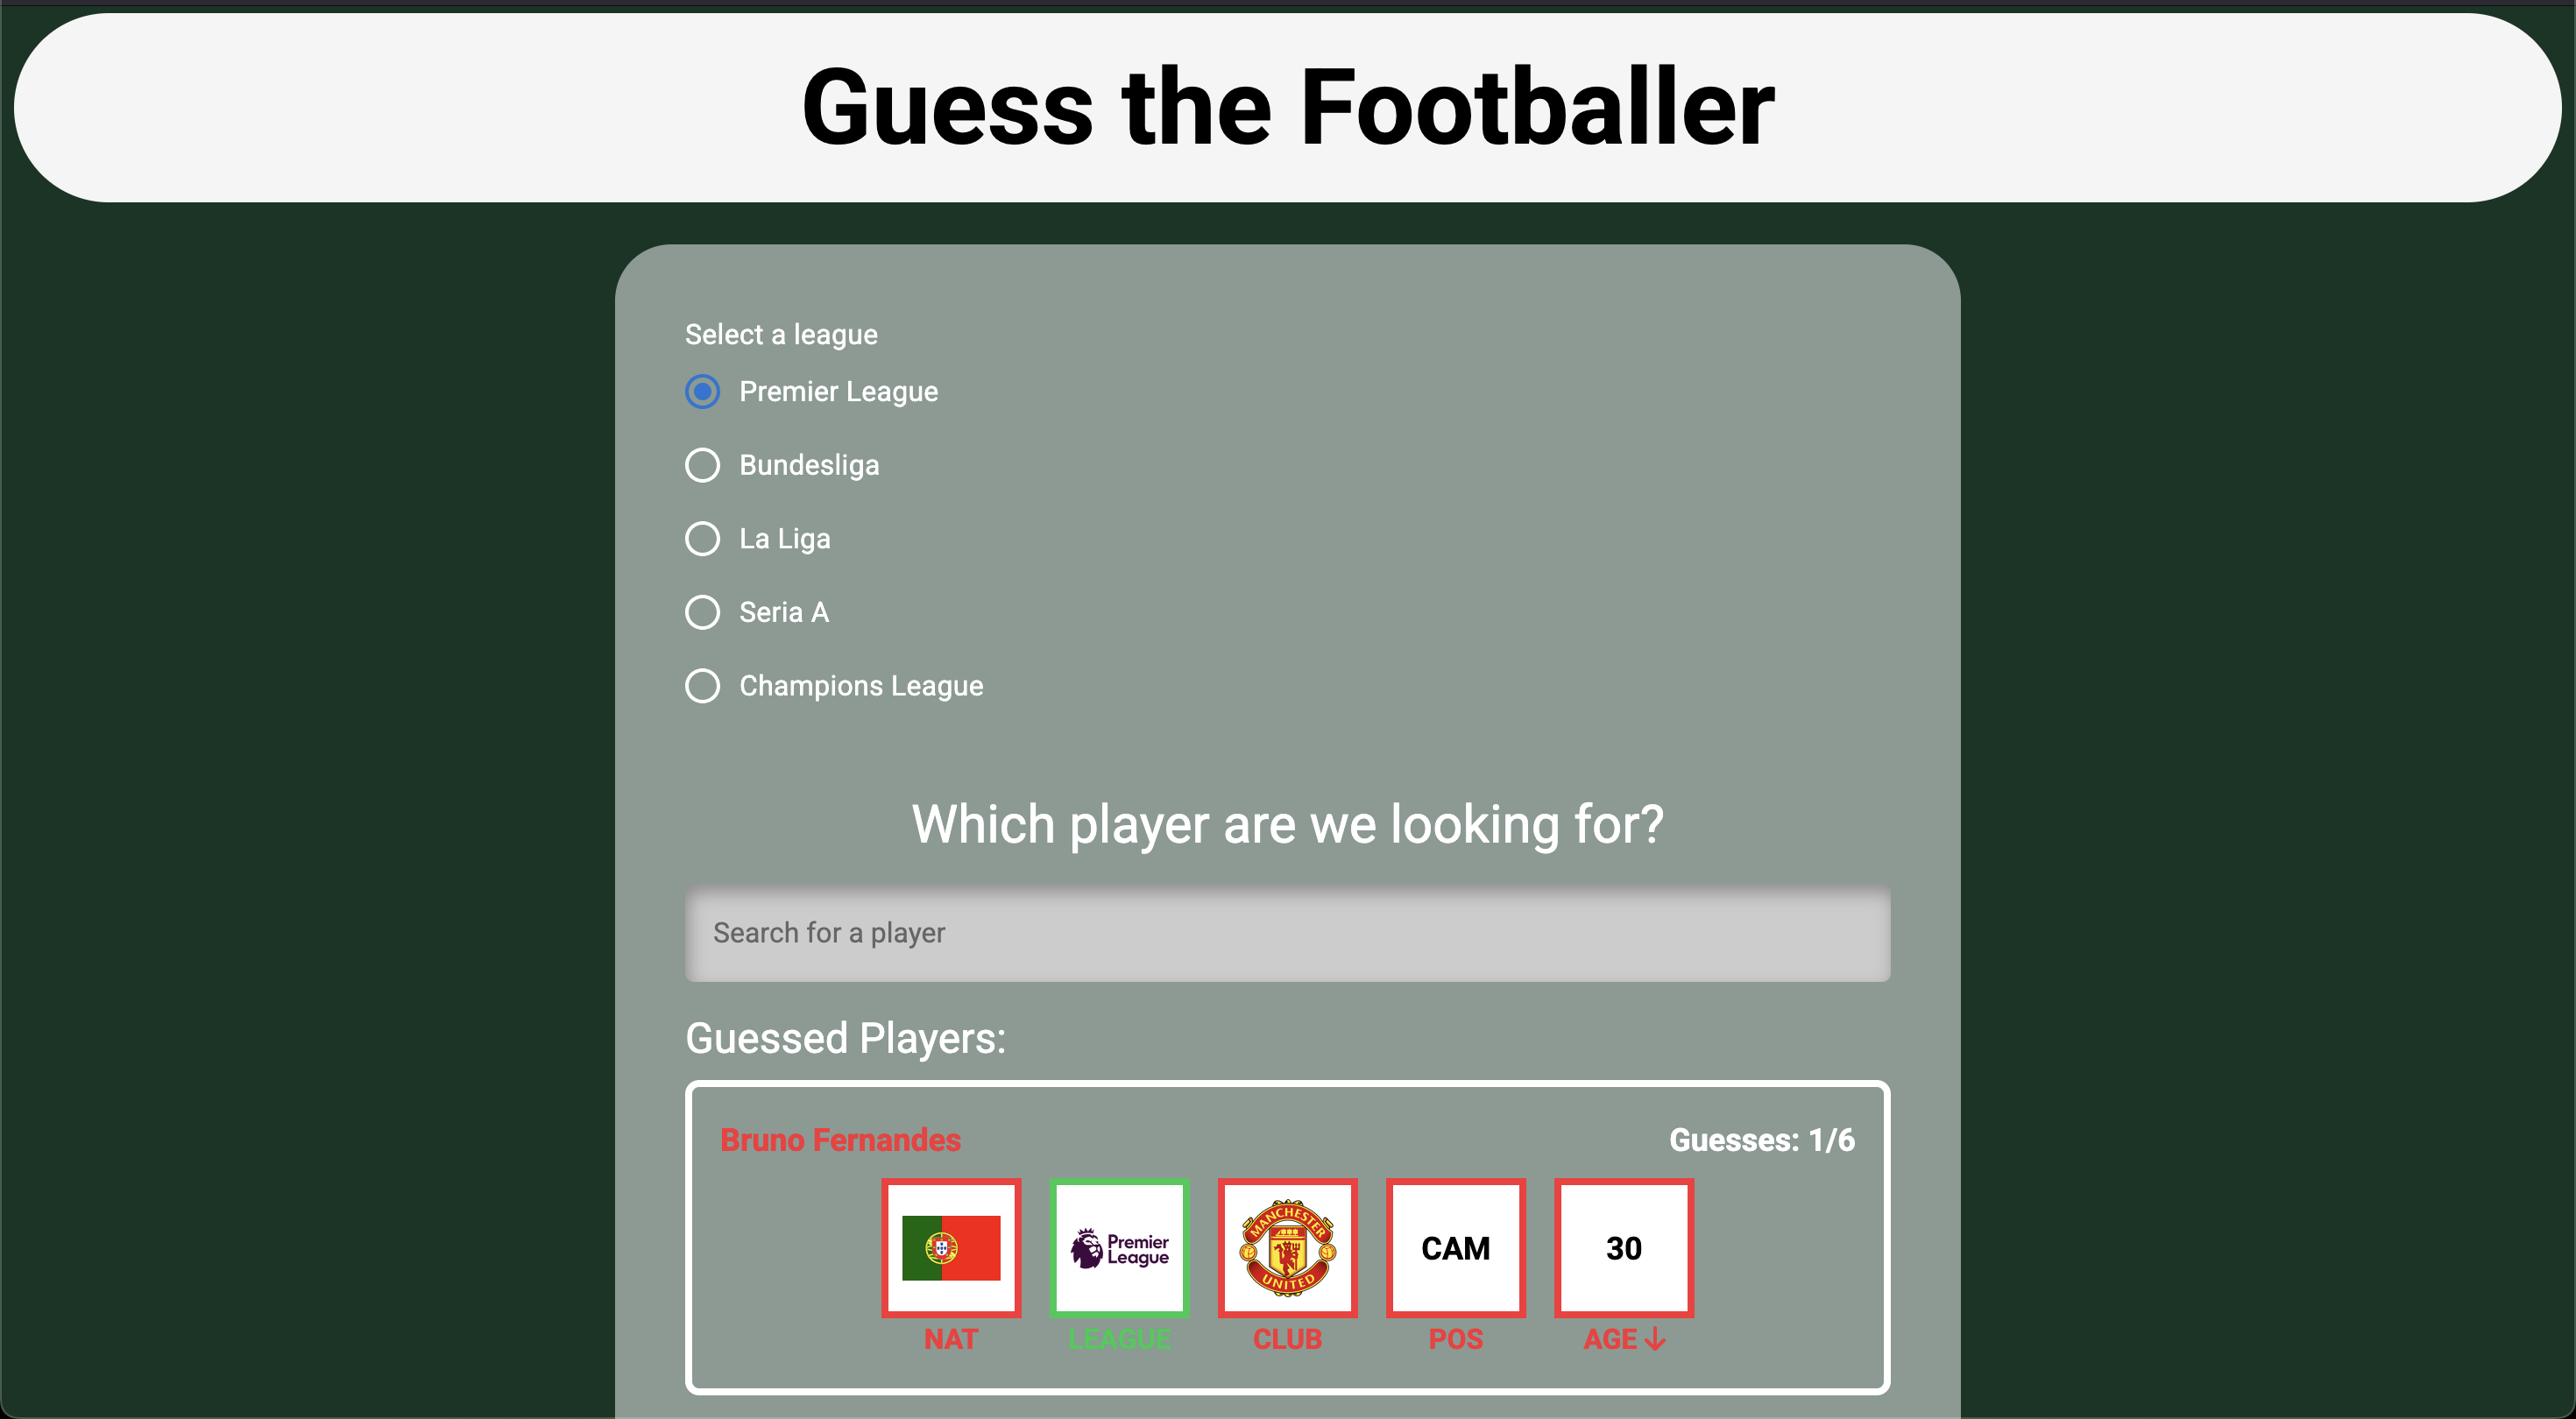 Guess the Footballer
Select a league
Premier League
Bundesliga
La Liga
Seria A
Champions League
Which player are we looking for?
Search for a player
Guessed Players:
Bruno Fernandes
Guesses: 1/6
Premier
League
MANCHESTER
UNITED
CAM
30
NAT
LEAGUE
CLUB
POS
AGE ↓